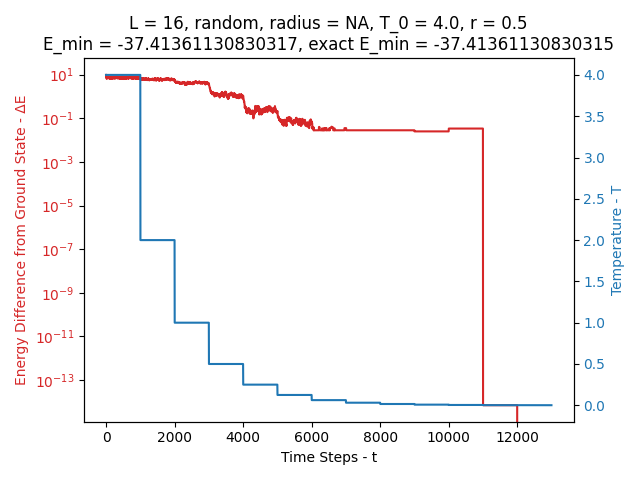 L = 16, random, radius = NA, T_0 = 4.0, r = 0.5
E_min = -37.41361130830317, exact E_min = -37.41361130830315
Energy Difference from Ground State - ΔE
10^1
10^-1
10^-3
10^-5
10^-7
10^-9
10^-11
10^-13
4.0
3.5
3.0
2.5
2.0
1.5
1.0
0.5
0.0
Temperature - T
0 2000 4000 6000 8000 10000 12000
Time Steps - t